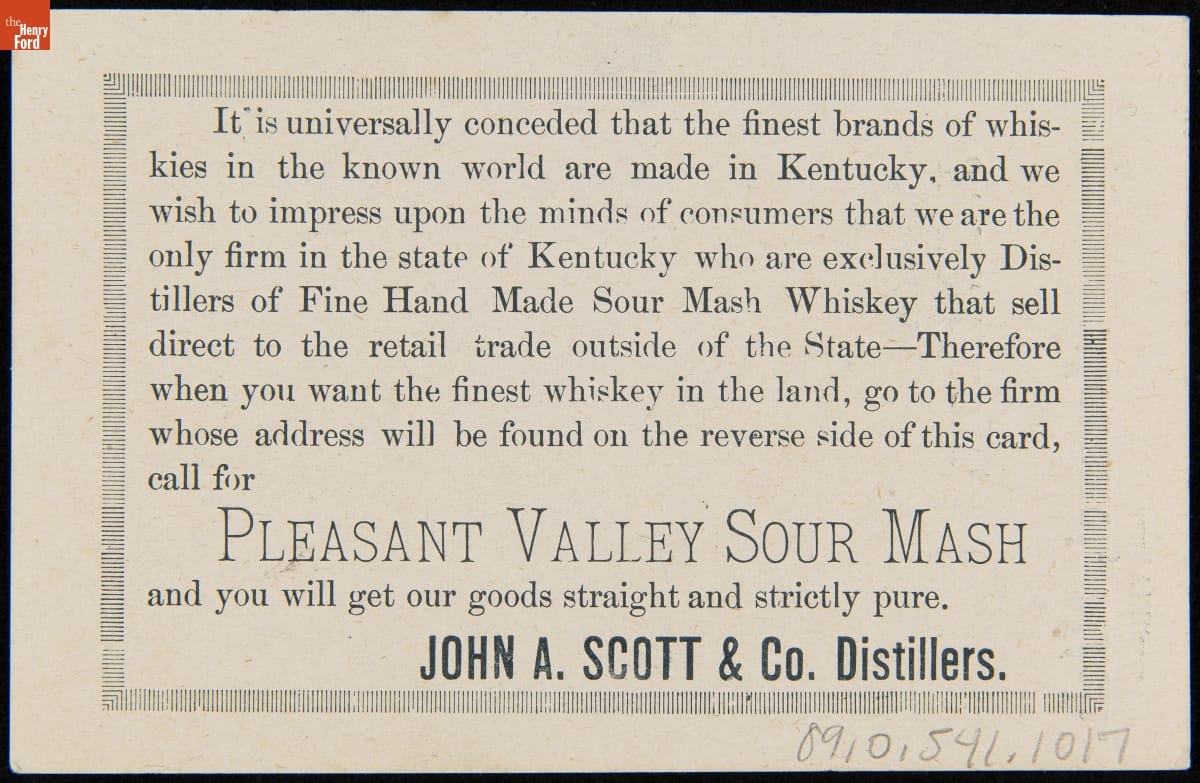 the
Henry
Ford
It is universally conceded that the finest brands of whis-
kies in the known world are made in Kentucky, and we
wish to impress upon the minds of consumers that we are the
only firm in the state of Kentucky who are exclusively Dis-
tillers of Fine Hand Made Sour Mash Whiskey that sell
direct to the retail trade outside of the State—Therefore
when you want the finest whiskey in the land, go to the firm
whose address will be found on the reverse side of this card,
call for
PLEASANT VALLEY SOUR MASH
and you will get our goods straight and strictly pure.
JOHN A. SCOTT & Co. Distillers.
89.0.541.1017